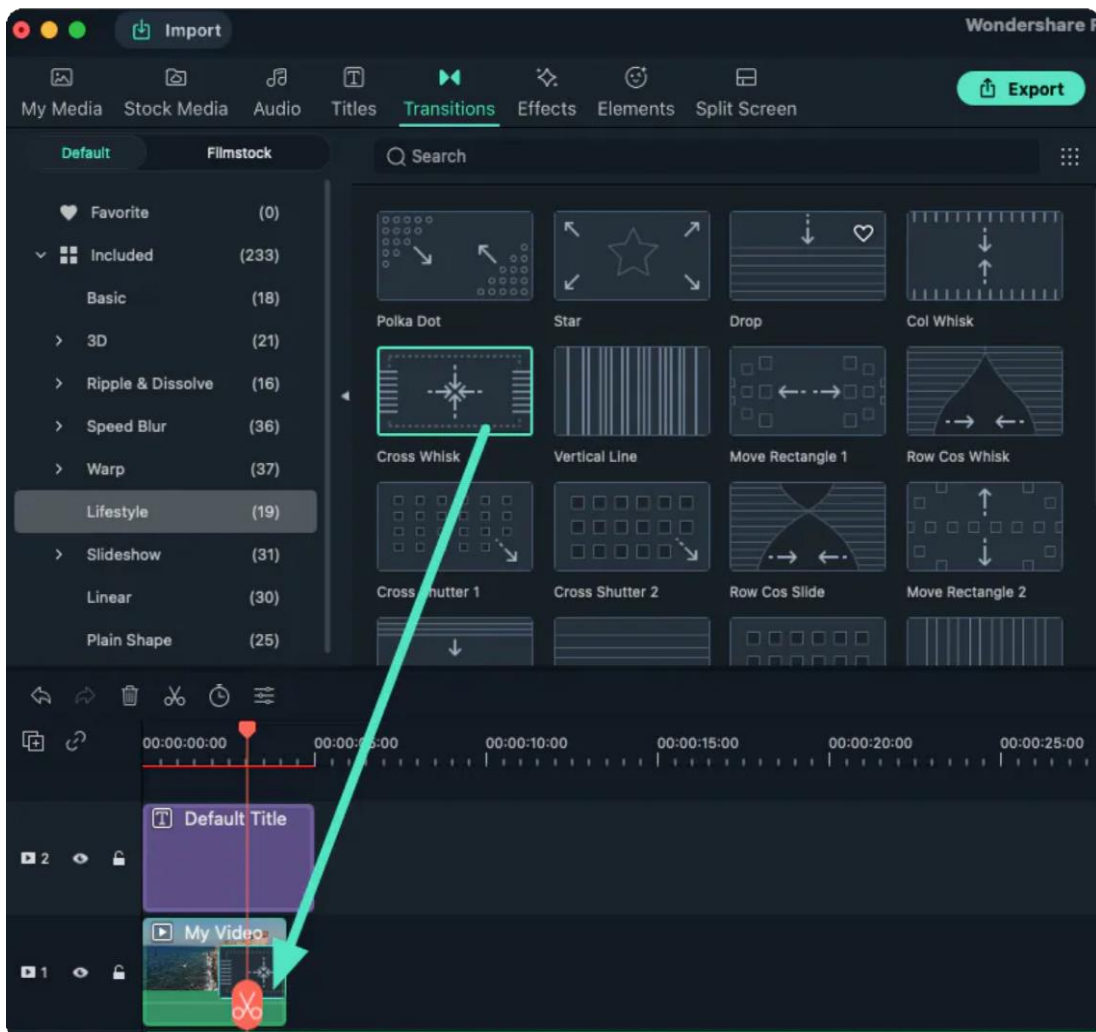 Import
Wondershare
My Media Stock Media Audio Titles Transitions Effects Elements Split Screen
Export
Default Filmstock
Search
Favorite (0)
Included (233)
Basic (18)
3D (21)
Ripple & Dissolve (16)
Speed Blur (36)
Warp (37)
Lifestyle (19)
Slideshow (31)
Linear (30)
Plain Shape (25)
Polka Dot Star Drop Col Whisk
Cross Whisk Vertical Line Move Rectangle 1 Row Cos Whisk
Cross Shutter 1 Cross Shutter 2 Row Cos Slide Move Rectangle 2
00:00:00:00 00:00:05:00 00:00:10:00 00:00:15:00 00:00:20:00 00:00:25:00
T Default Title
2
My Video
1